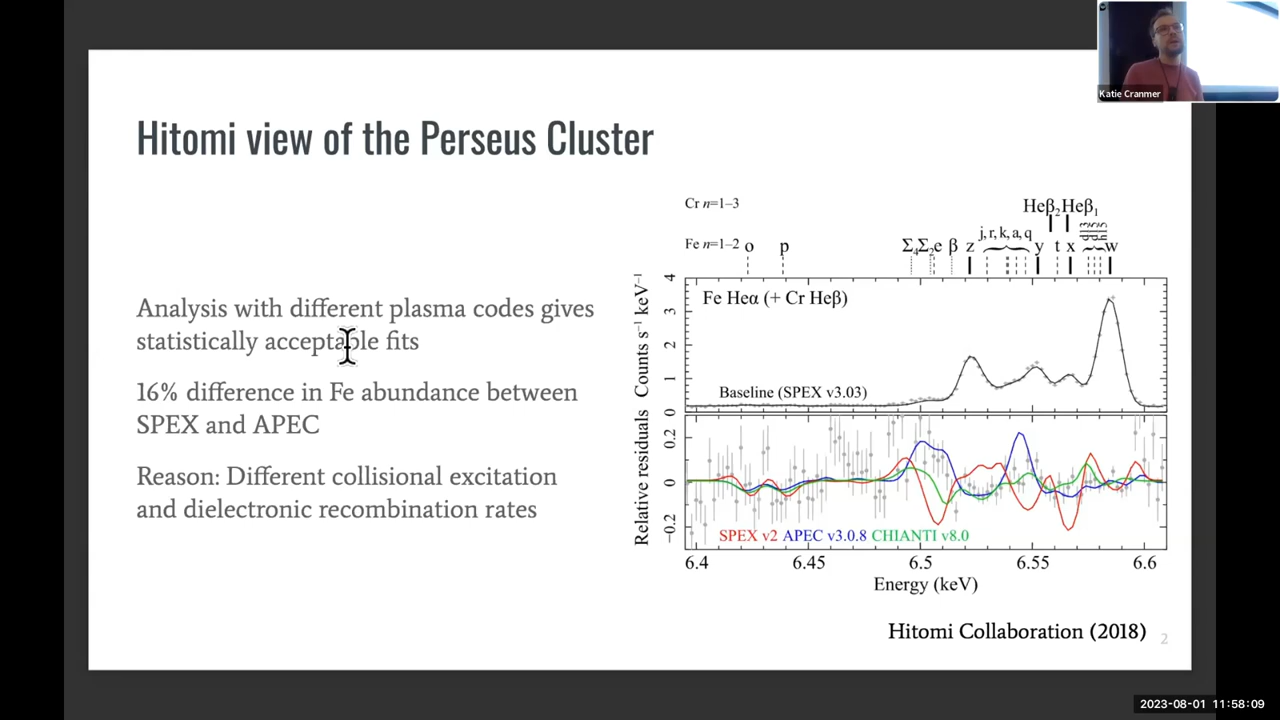 Katie Cranmer
Hitomi view of the Perseus Cluster
Analysis with different plasma codes gives
statistically acceptable fits
16% difference in Fe abundance between
SPEX and APEC
Reason: Different collisional excitation
and dielectronic recombination rates
Cr n=1–3
Heβ₂ Heβ₁
j, r, k, a, q
Fe n=1–2 o p Σ₄ Σ₂ e β z y t x w
Fe Heα (+ Cr Heβ)
Baseline (SPEX v3.03)
Counts s⁻¹ keV⁻¹
4
3
2
1
0
Relative residuals
0.2
0
−0.2
SPEX v2 APEC v3.0.8 CHIANTI v8.0
6.4 6.45 6.5 6.55 6.6
Energy (keV)
Hitomi Collaboration (2018)
2
2023-08-01 11:58:09